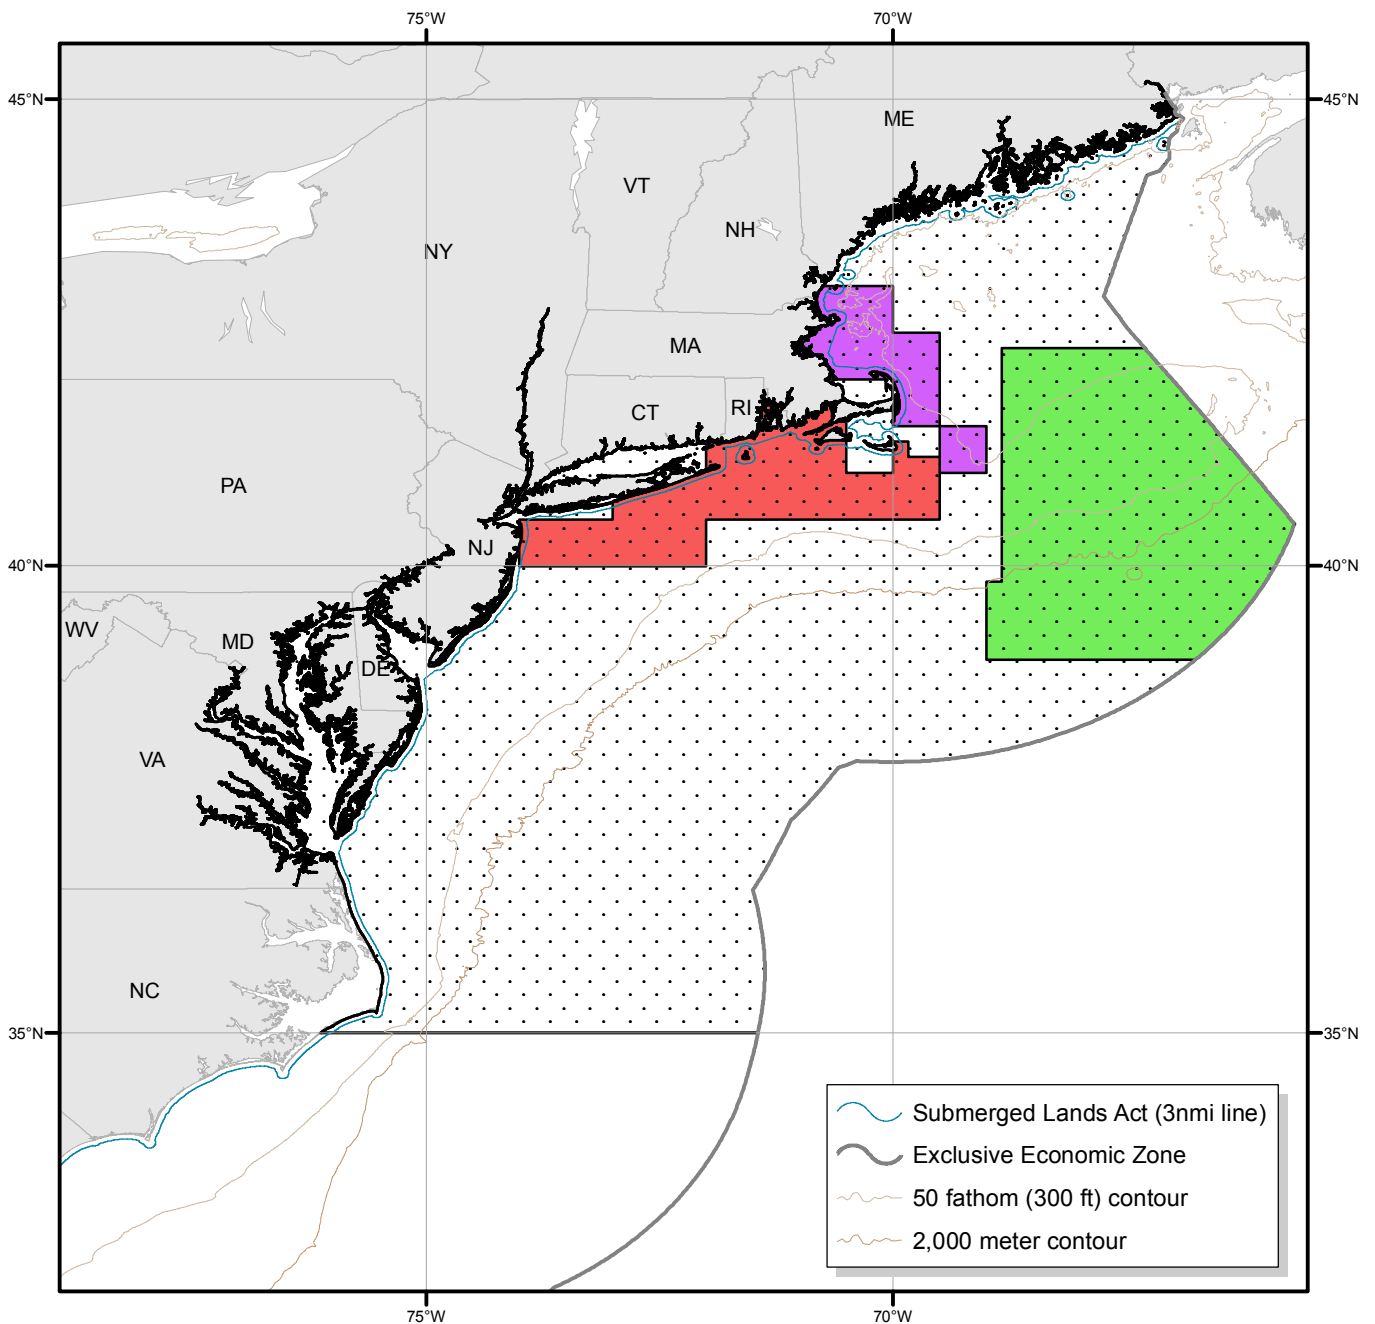 75°W 70°W
45°N 45°N
ME
VT
NH
NY
MA
RI
CT
PA
NJ
40°N 40°N
WV
MD
DE
VA
NC
35°N 35°N
Submerged Lands Act (3nmi line)
Exclusive Economic Zone
50 fathom (300 ft) contour
2,000 meter contour
75°W 70°W